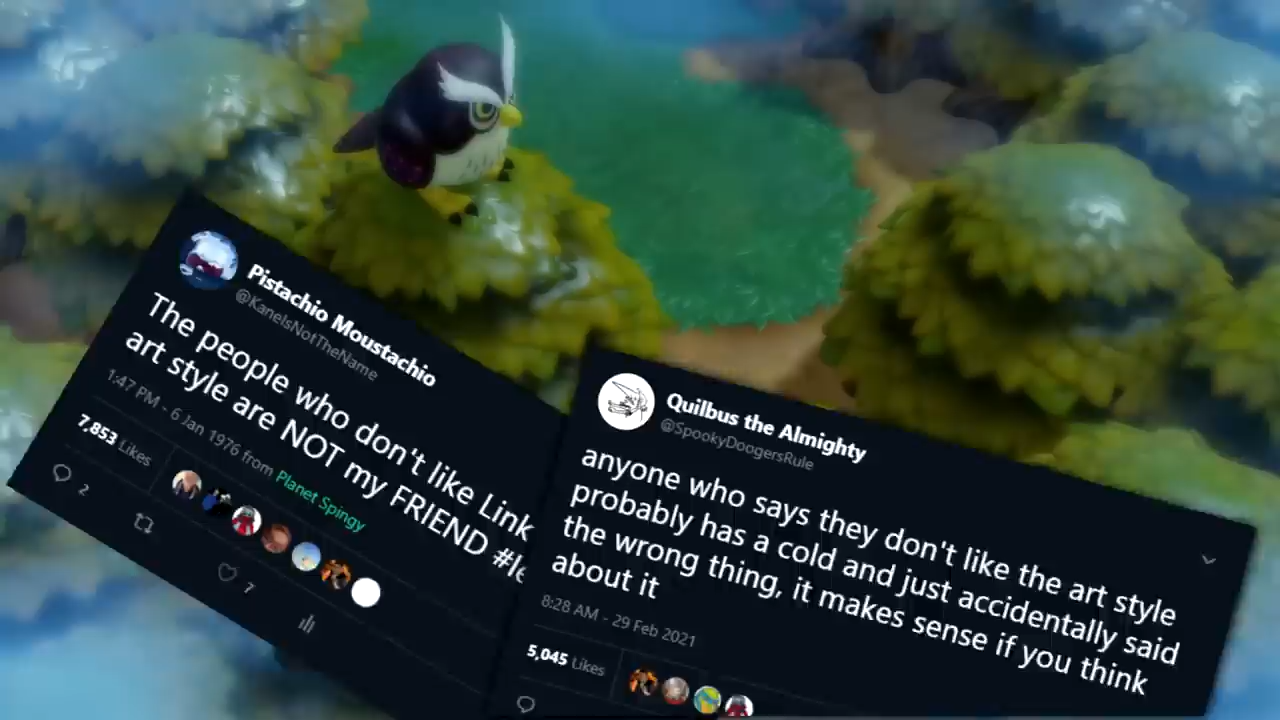 Pistachio Moustachio
@KaneIsNotTheName
The people who don't like Link
art style are NOT my FRIEND
1:47 PM - 6 Jan 1976 from Planet Spingy
7,853 Likes
2
7
Quilbus the Almighty
@SpookyDoogersRule
anyone who says they don't like the art style
probably has a cold and just accidentally said
the wrong thing, it makes sense if you think
about it
8:28 AM - 29 Feb 2021
5,045 Likes